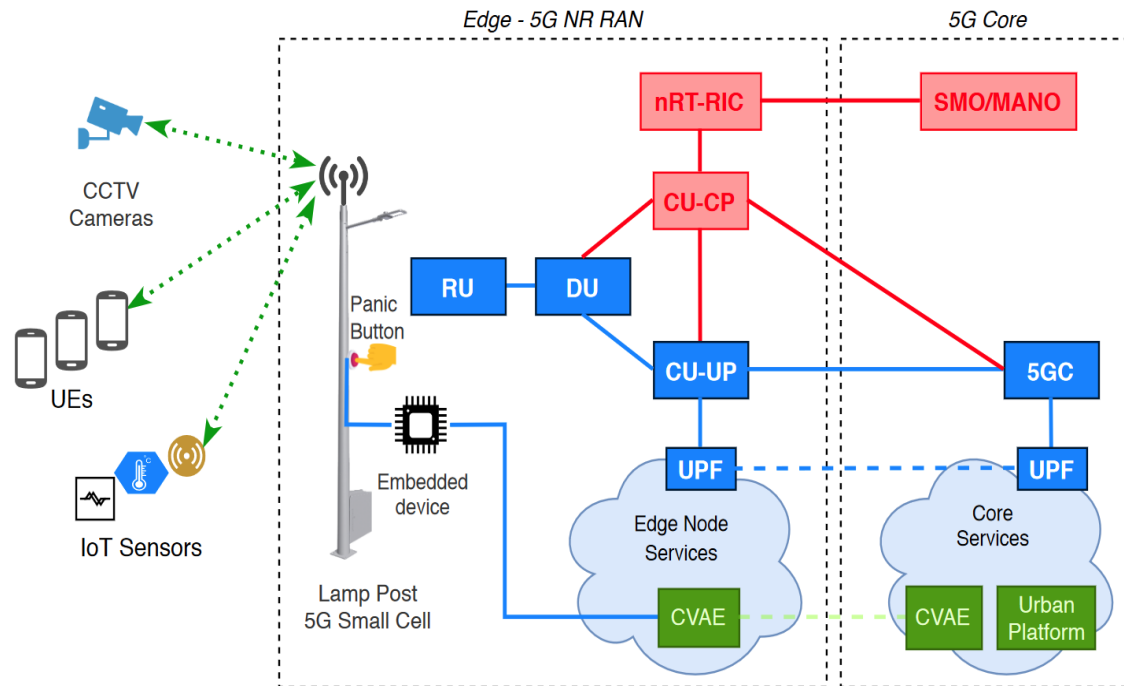 Edge - 5G NR RAN
5G Core
nRT-RIC
SMO/MANO
CCTV
Cameras
CU-CP
RU
DU
Panic
Button
CU-UP
5GC
UEs
UPF
UPF
Embedded
device
Edge Node
Services
Core
Services
°C
IoT Sensors
Lamp Post
5G Small Cell
CVAE
CVAE
Urban
Platform